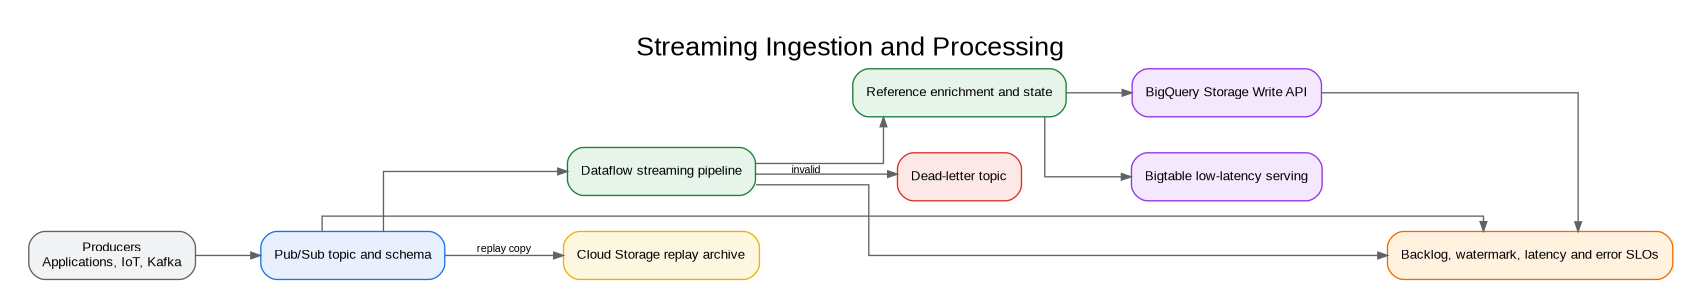 Streaming Ingestion and Processing
Reference enrichment and state
BigQuery Storage Write API
Dataflow streaming pipeline
invalid
Dead-letter topic
Bigtable low-latency serving
Producers
Applications, IoT, Kafka
Pub/Sub topic and schema
replay copy
Cloud Storage replay archive
Backlog, watermark, latency and error SLOs